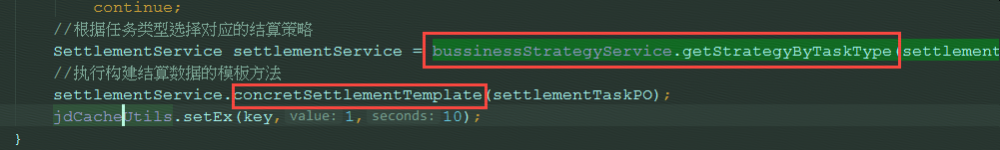 continue;
//根据任务类型选择对应的结算策略
SettlementService settlementService = bussinessStrategyService.getStrategyByTaskType(settlement
//执行构建结算数据的模板方法
settlementService.concretSettlementTemplate(settlementTaskPO);
jdCacheUtils.setEx(key, value: 1, seconds: 10);
}